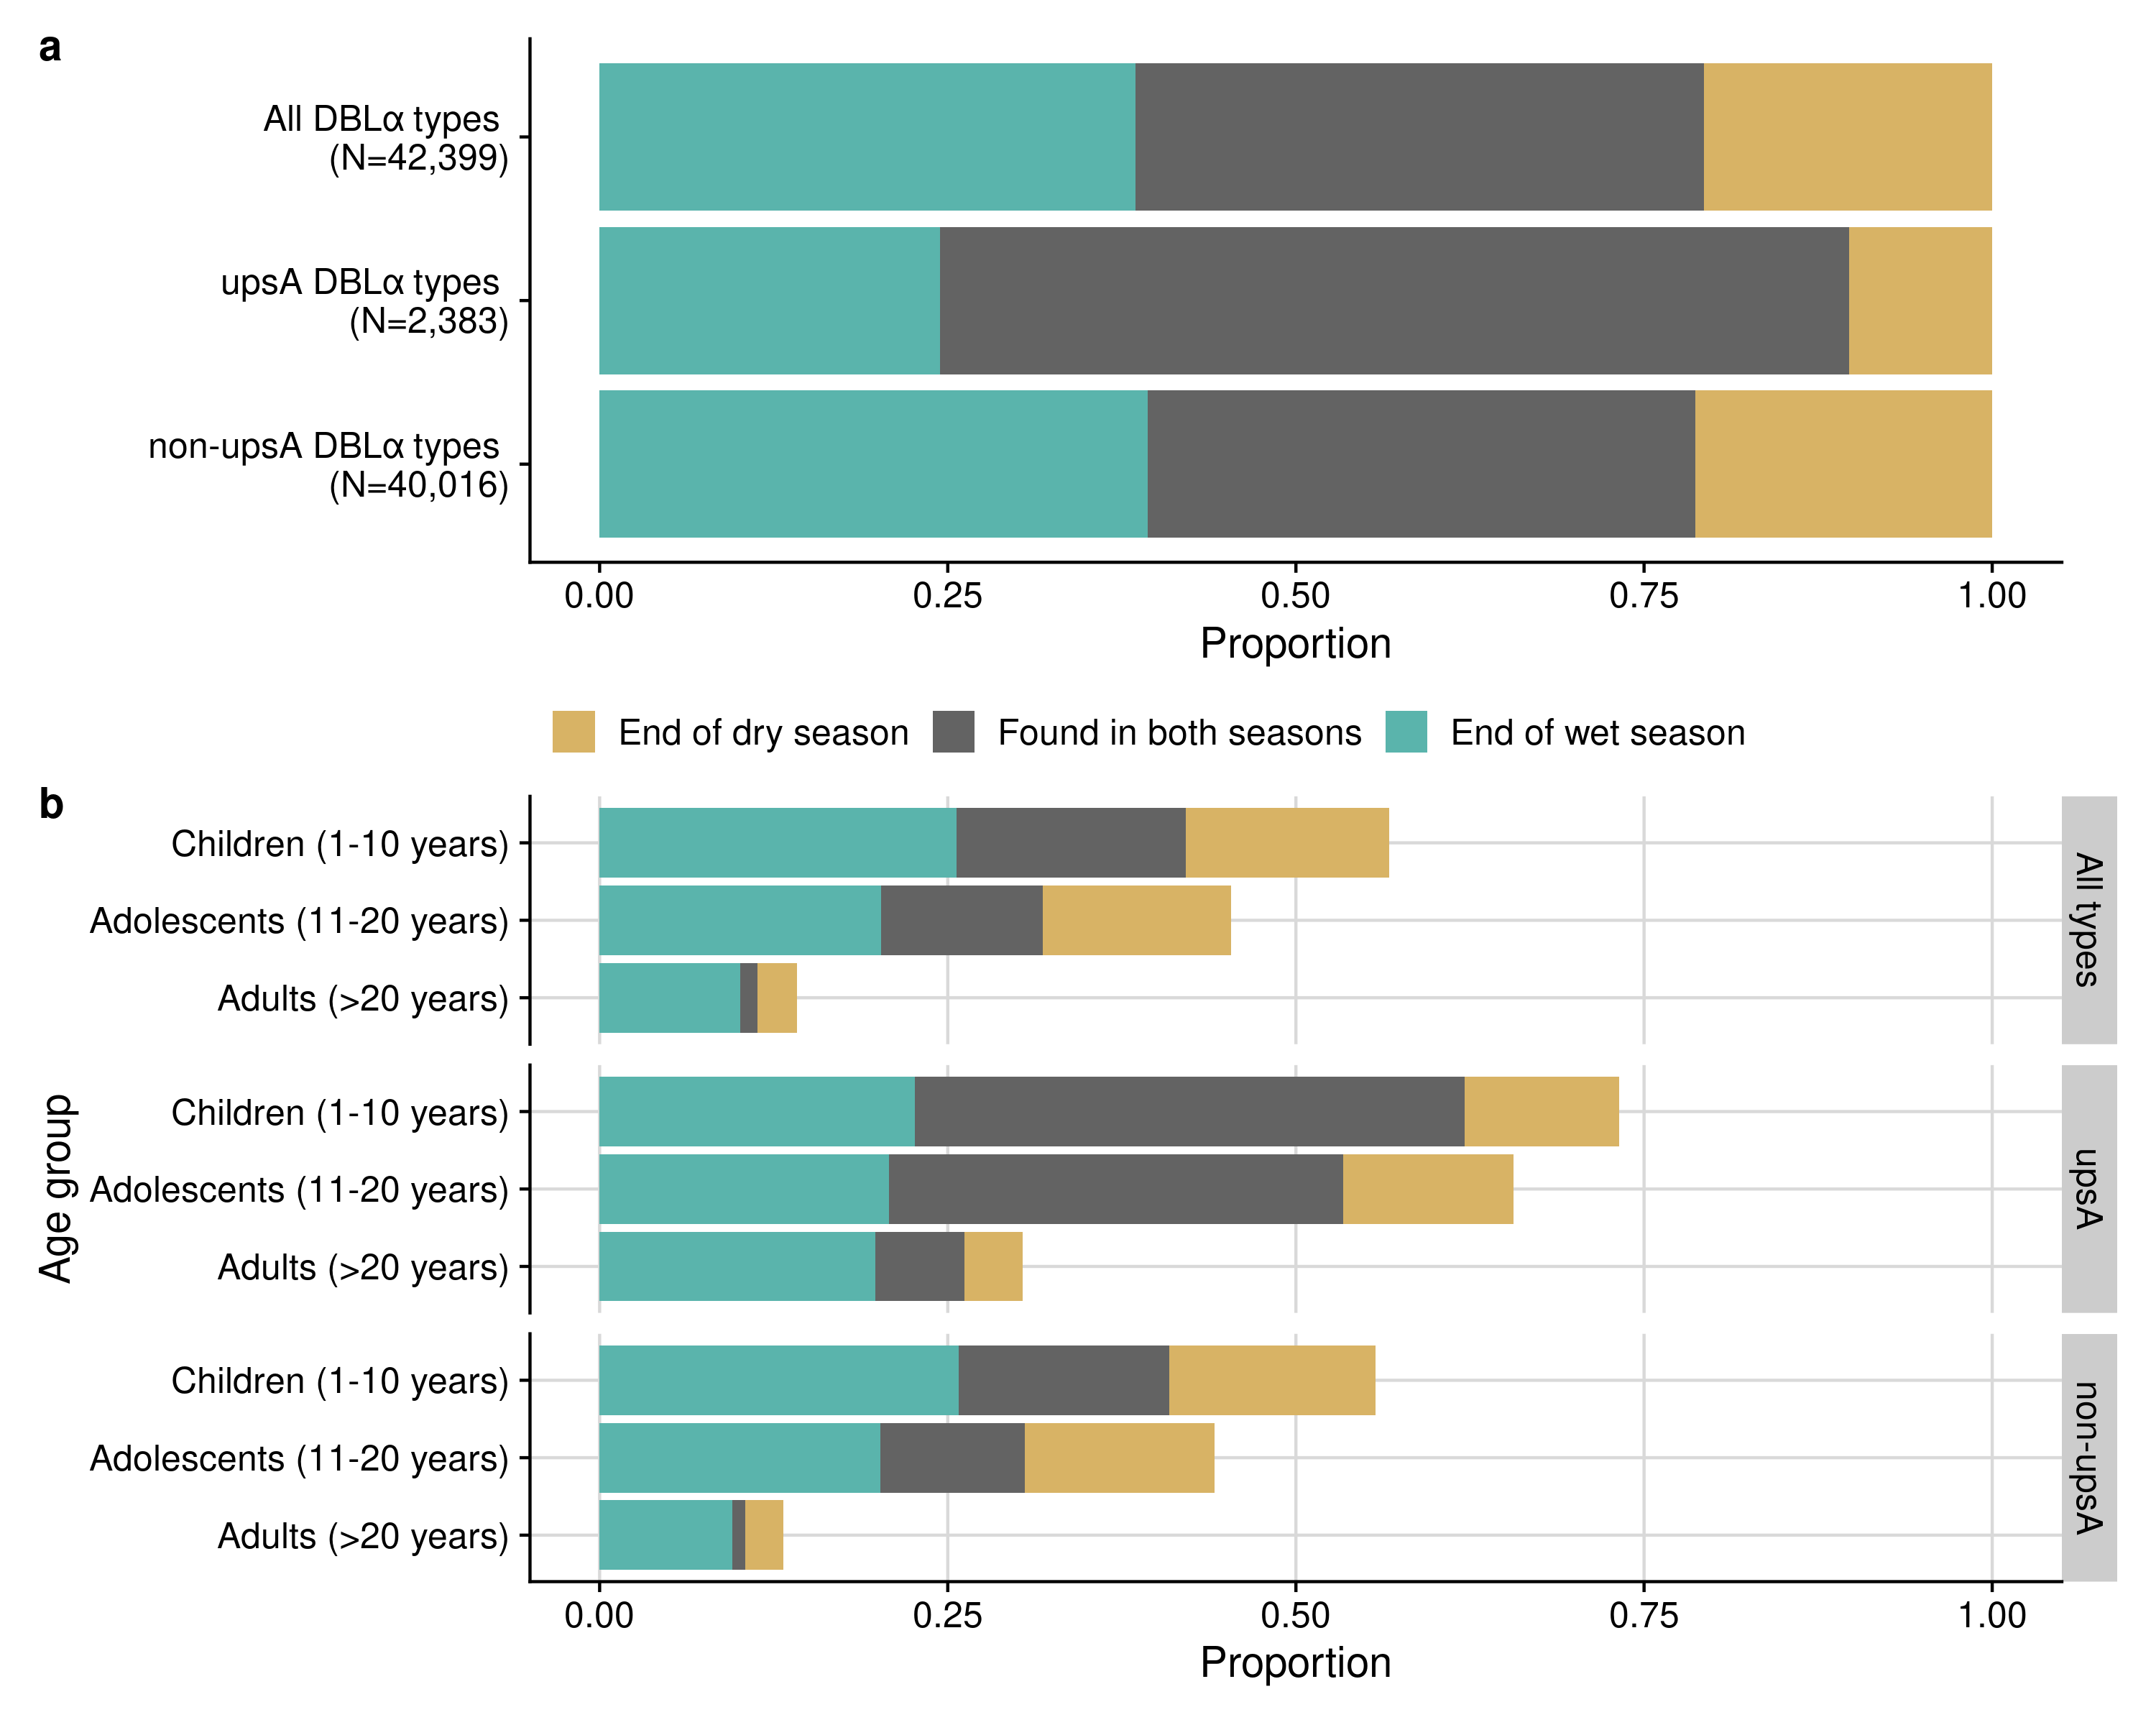 a
All DBLα types
(N=42,399)
upsA DBLα types
(N=2,383)
non-upsA DBLα types
(N=40,016)
0.00 0.25 0.50 0.75 1.00
Proportion
End of dry season Found in both seasons End of wet season
b
Age group
Children (1-10 years)
Adolescents (11-20 years)
Adults (>20 years)
All types
Children (1-10 years)
Adolescents (11-20 years)
Adults (>20 years)
upsA
Children (1-10 years)
Adolescents (11-20 years)
Adults (>20 years)
non-upsA
0.00 0.25 0.50 0.75 1.00
Proportion